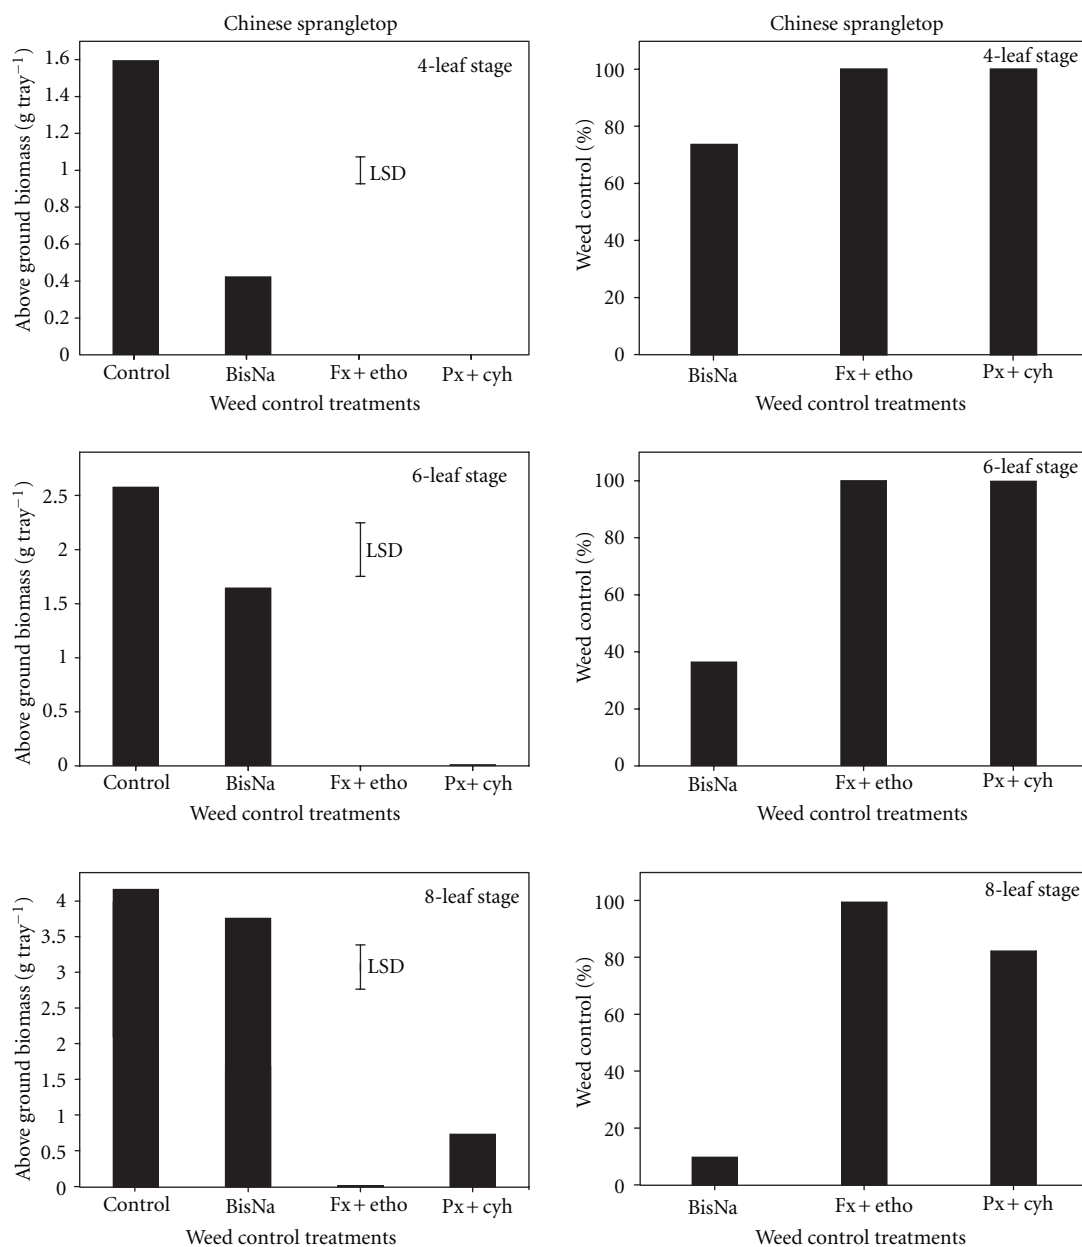 Chinese sprangletop
4-leaf stage
Above ground biomass (g tray⁻¹)
1.6
1.4
1.2
1
0.8
0.6
0.4
0.2
0
LSD
Control BisNa Fx + etho Px + cyh
Weed control treatments
Chinese sprangletop
4-leaf stage
Weed control (%)
100
80
60
40
20
0
BisNa Fx + etho Px + cyh
Weed control treatments
6-leaf stage
Above ground biomass (g tray⁻¹)
2.5
2
1.5
1
0.5
0
LSD
Control BisNa Fx + etho Px + cyh
Weed control treatments
6-leaf stage
Weed control (%)
100
80
60
40
20
0
BisNa Fx + etho Px + cyh
Weed control treatments
8-leaf stage
Above ground biomass (g tray⁻¹)
4
3.5
3
2.5
2
1.5
1
0.5
0
LSD
Control BisNa Fx + etho Px + cyh
Weed control treatments
8-leaf stage
Weed control (%)
100
80
60
40
20
0
BisNa Fx + etho Px + cyh
Weed control treatments